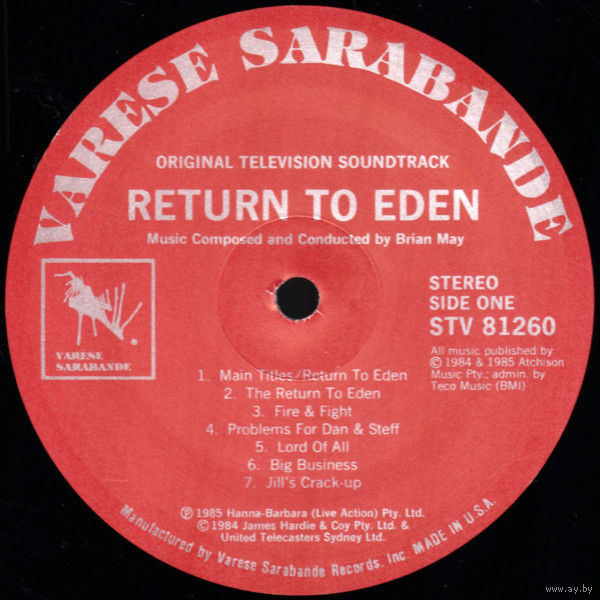 VARESE SARABANDE
ORIGINAL TELEVISION SOUNDTRACK
RETURN TO EDEN
Music Composed and Conducted by Brian May
VARESE
SARABANDE
STEREO
SIDE ONE
STV 81260
All music published by
© 1984 & 1985 Atchison
Music Pty.; admin. by
Teco Music (BMI)
1. Main Titles/Return To Eden
2. The Return To Eden
3. Fire & Fight
4. Problems For Dan & Steff
5. Lord Of All
6. Big Business
7. Jill's Crack-up
℗ 1985 Hanna-Barbara (Live Action) Pty. Ltd.
© 1984 James Hardie & Coy Pty. Ltd. &
United Telecasters Sydney Ltd.
Manufactured by Varese Sarabande Records, Inc. MADE IN U.S.A.
www.ay.by